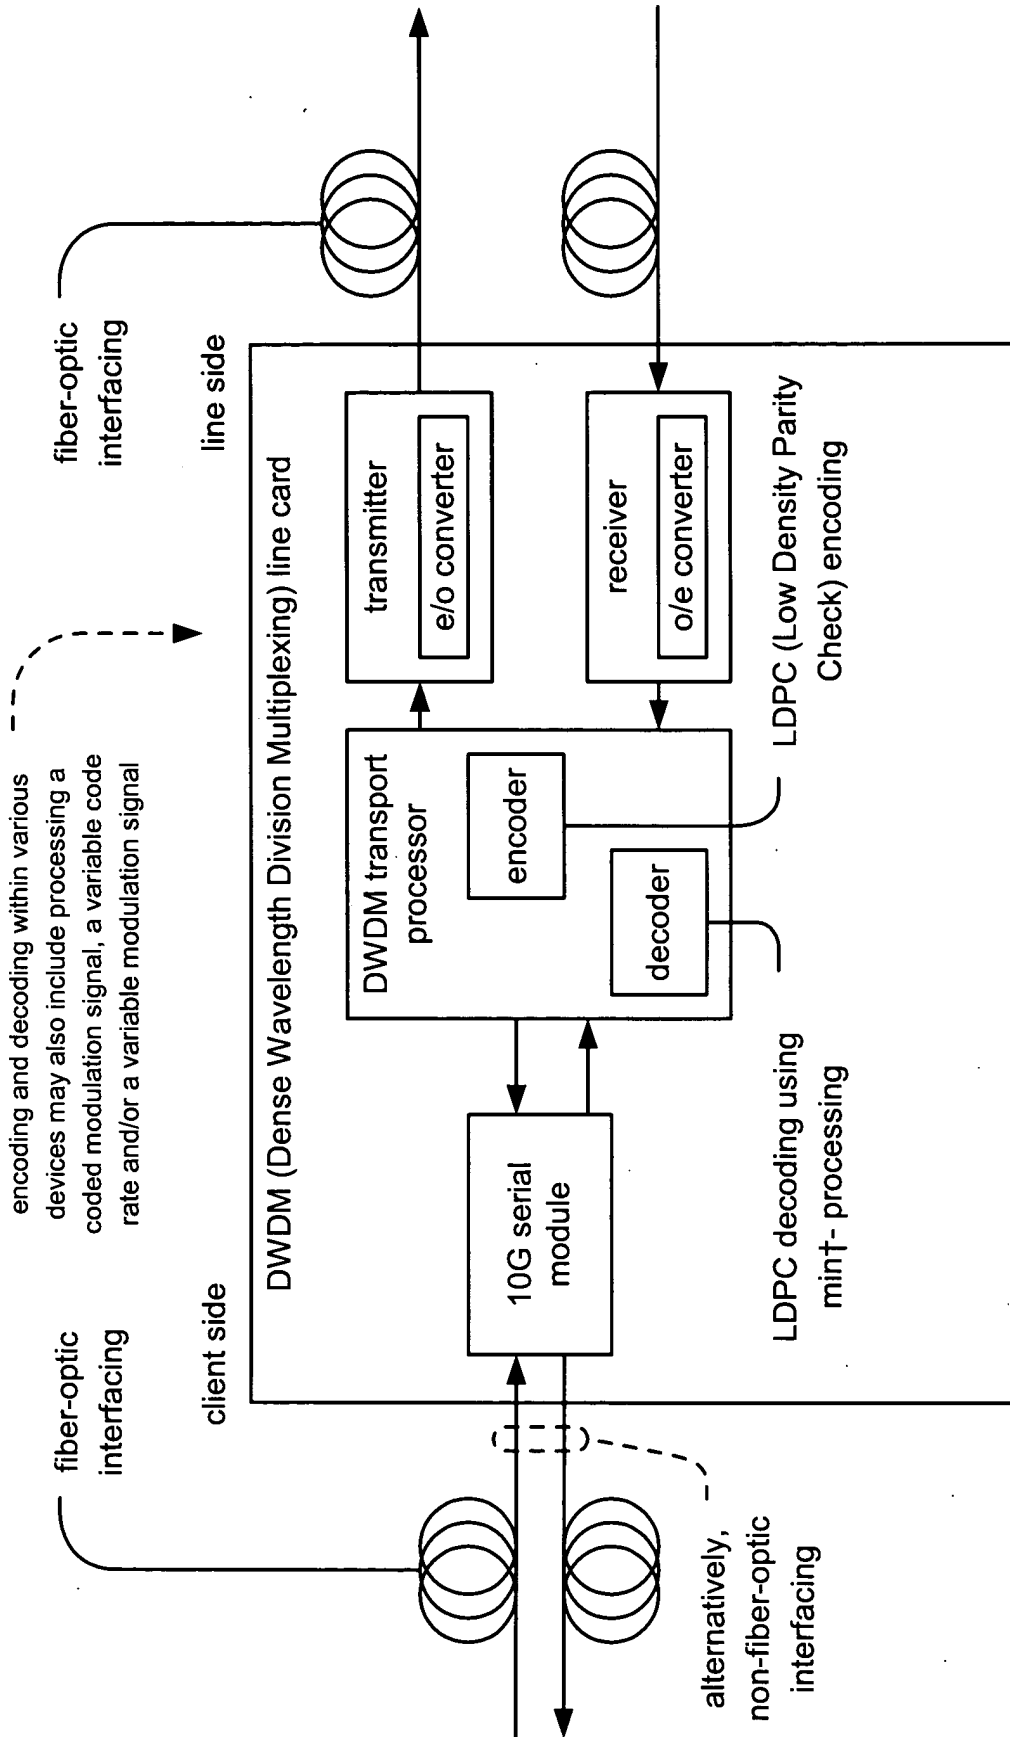 encoding and decoding within various
devices may also include processing a
coded modulation signal, a variable code
rate and/or a variable modulation signal
fiber-optic
interfacing
fiber-optic
interfacing
client side
line side
DWDM (Dense Wavelength Division Multiplexing) line card
10G serial
module
DWDM transport
processor
encoder
decoder
transmitter
e/o converter
receiver
o/e converter
alternatively,
non-fiber-optic
interfacing
LDPC decoding using
min†- processing
LDPC (Low Density Parity
Check) encoding